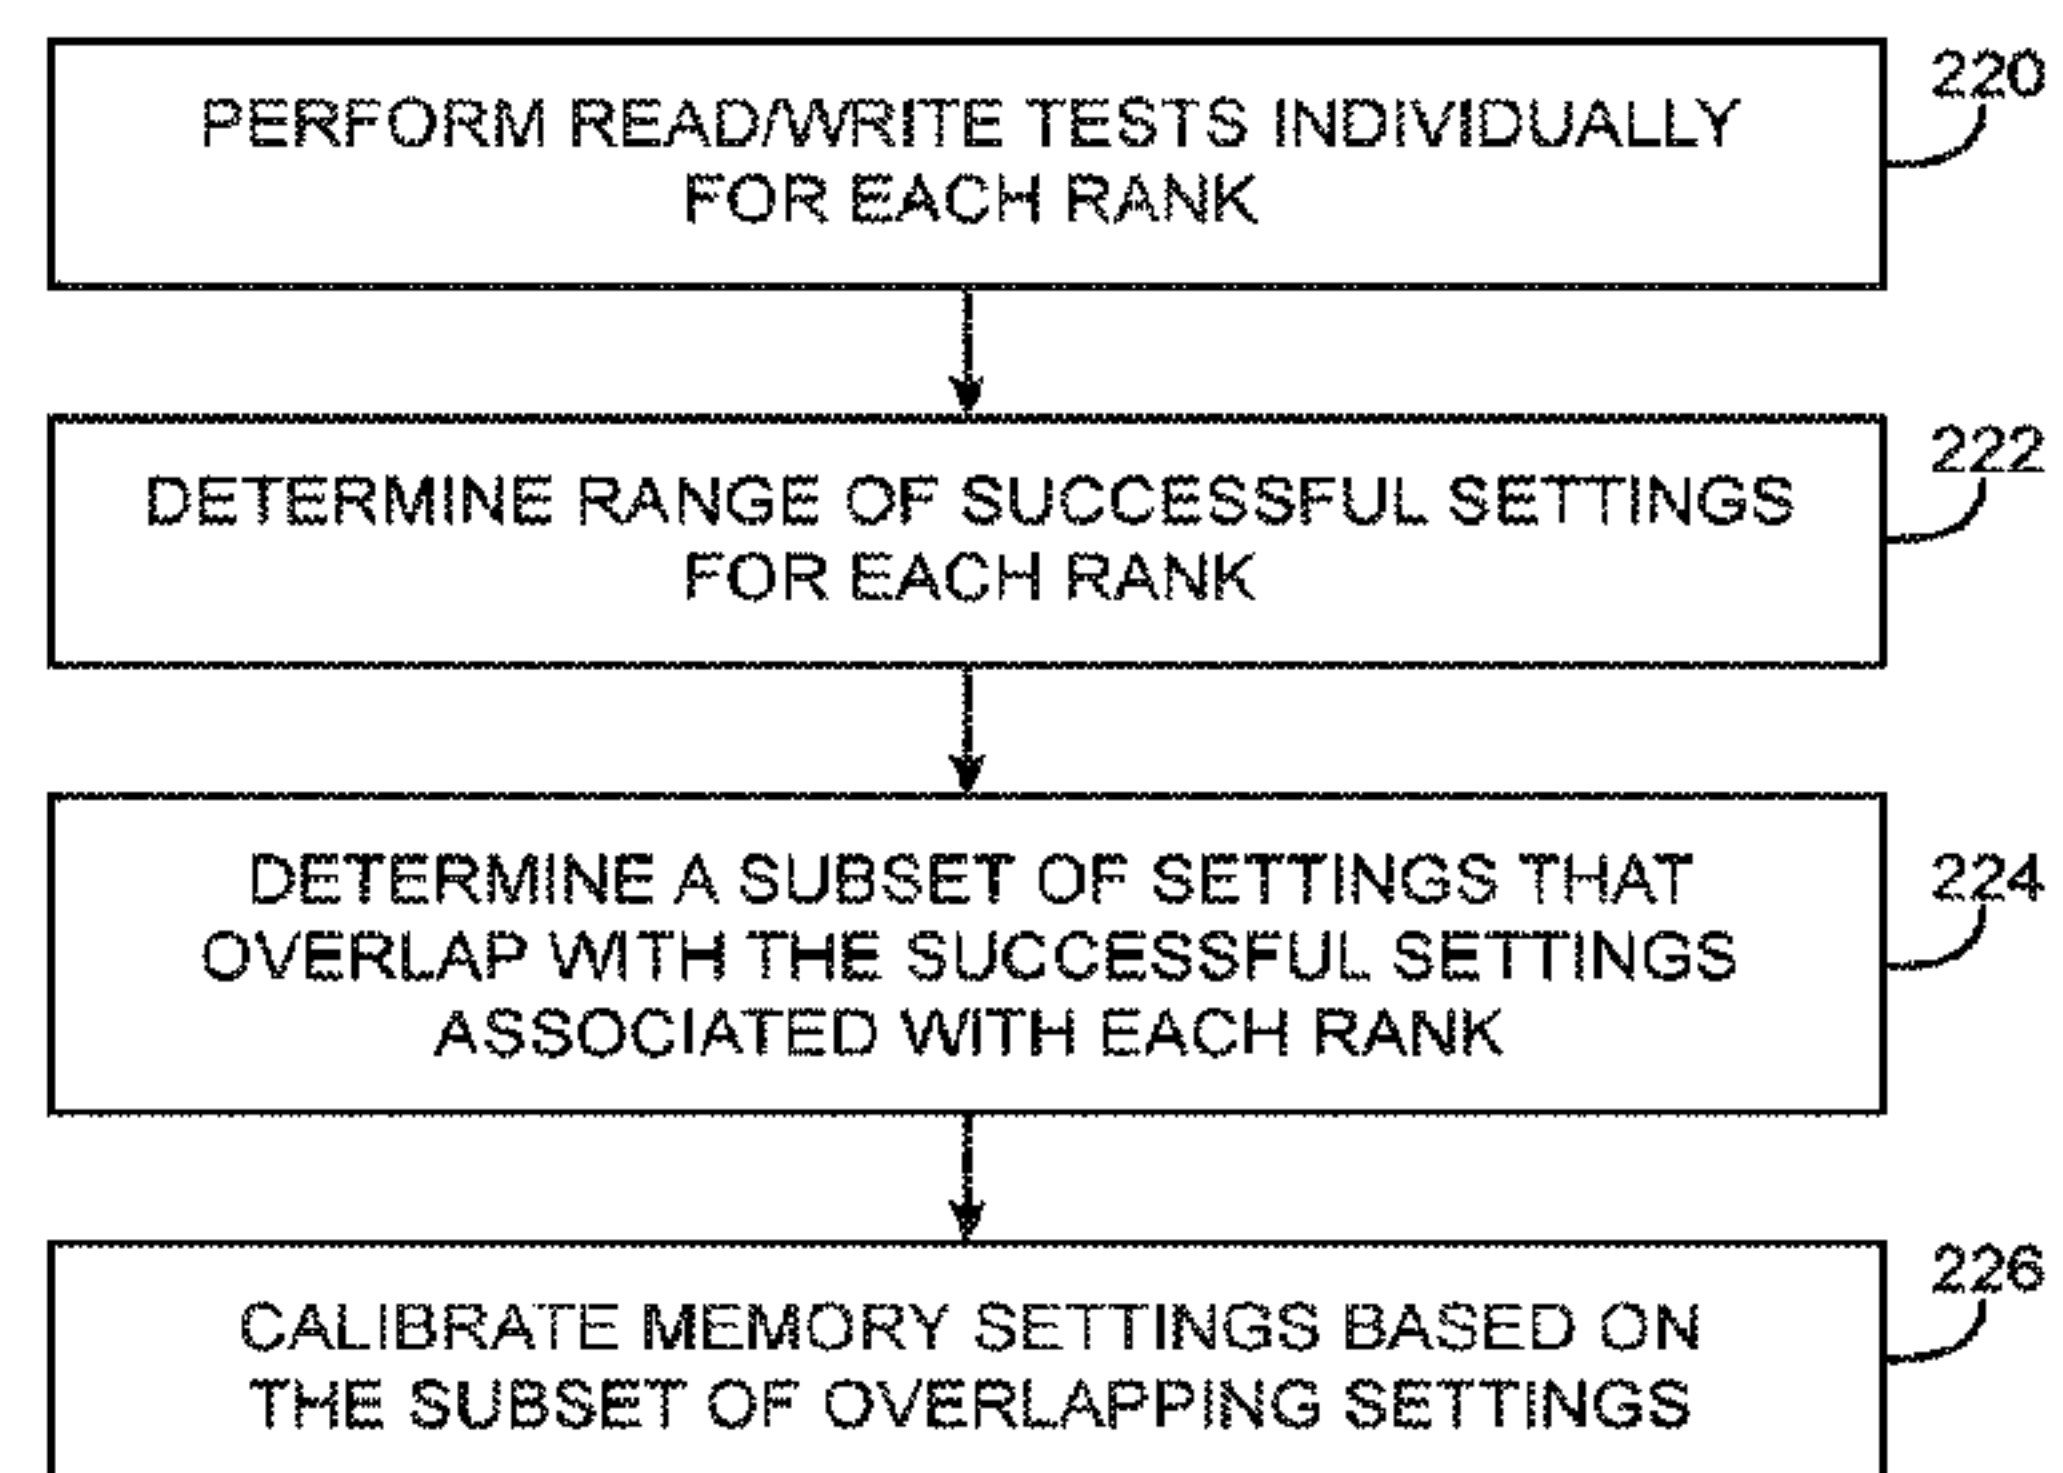 PERFORM READ/WRITE TESTS INDIVIDUALLY
FOR EACH RANK
220
DETERMINE RANGE OF SUCCESSFUL SETTINGS
FOR EACH RANK
222
DETERMINE A SUBSET OF SETTINGS THAT
OVERLAP WITH THE SUCCESSFUL SETTINGS
ASSOCIATED WITH EACH RANK
224
CALIBRATE MEMORY SETTINGS BASED ON
THE SUBSET OF OVERLAPPING SETTINGS
226